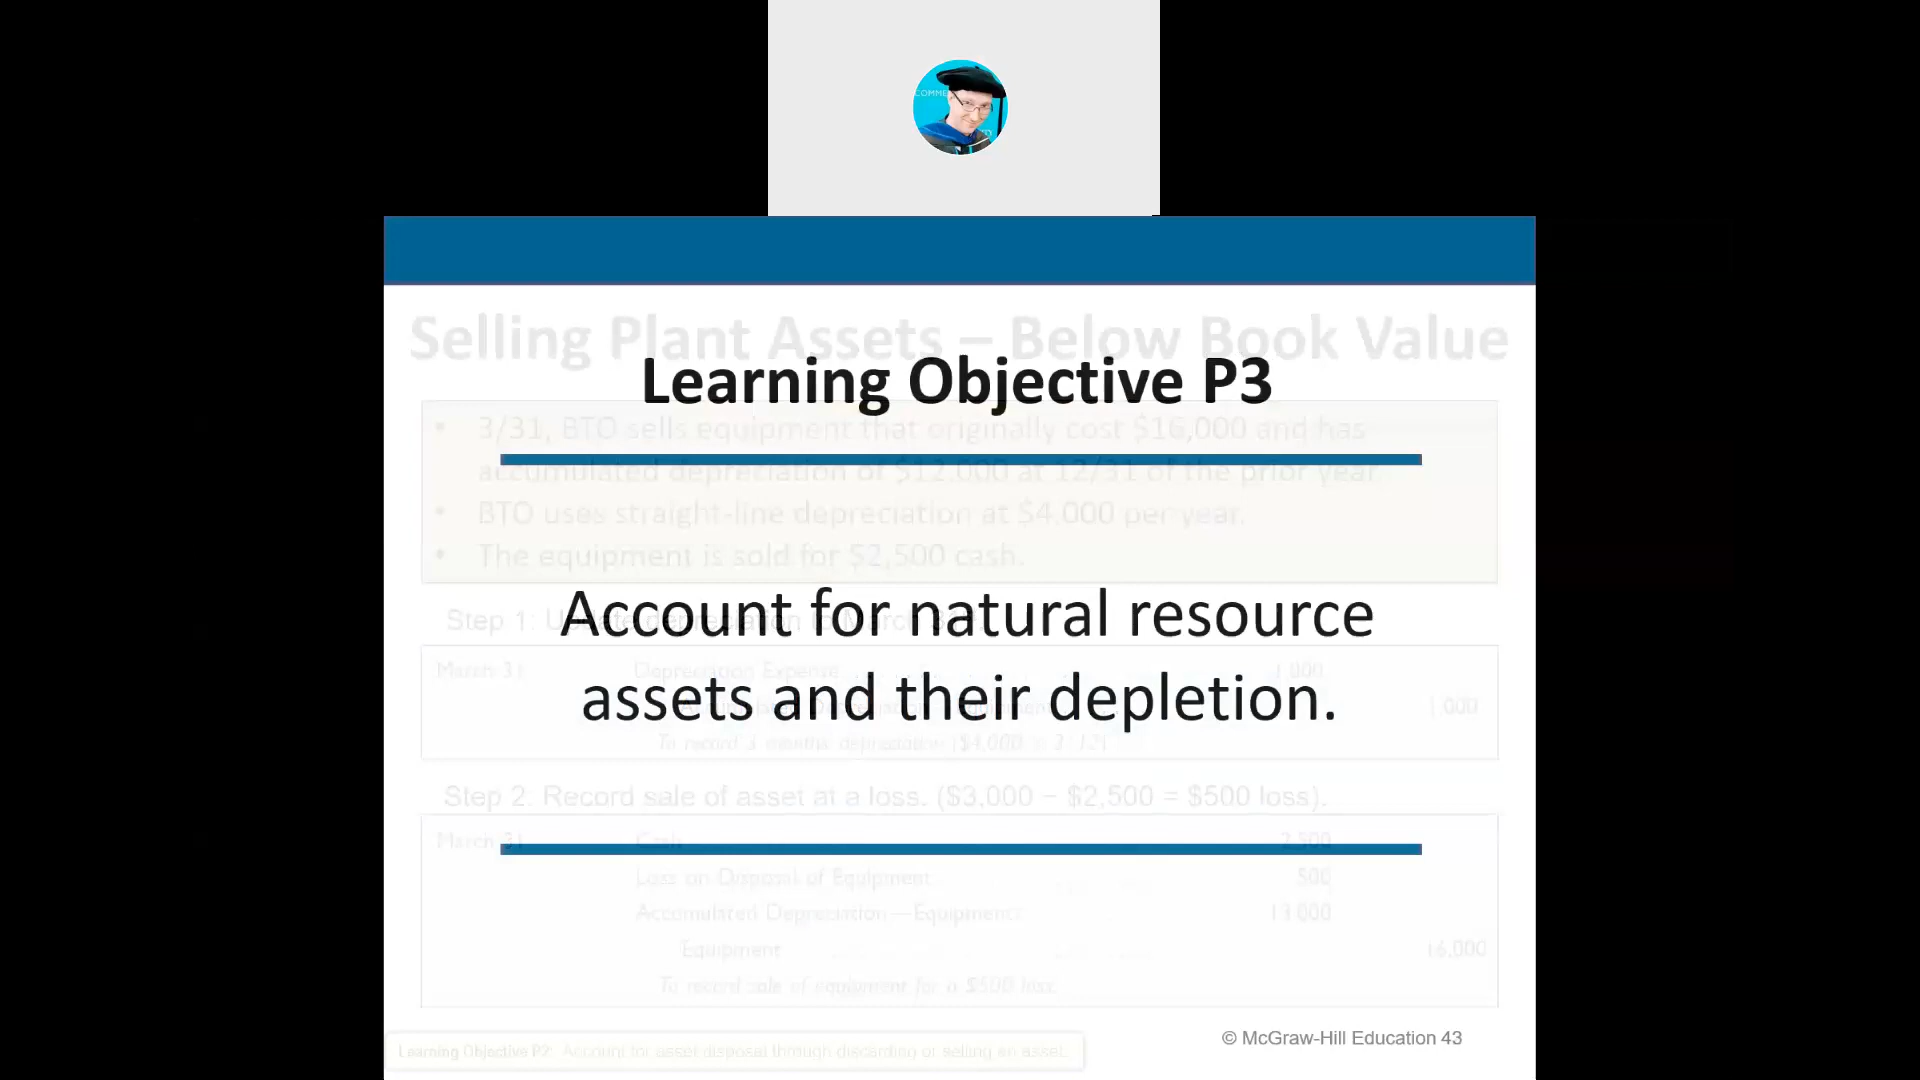 COMME
Selling Plant Assets – Below Book Value
Learning Objective P3
• 3/31, BTO sells equipment that originally cost $16,000 and has
accumulated depreciation of $12,000 at 12/31 of the prior year.
• BTO uses straight-line depreciation at $4,000 per year.
• The equipment is sold for $2,500 cash.
Step 1: Update depreciation to March 31
Account for natural resource
assets and their depletion.
March 31 Depreciation Expense 1,000
Accumulated Depreciation—Equipment 1,000
To record 3 months depreciation ($4,000 x 3/12)
Step 2: Record sale of asset at a loss. ($3,000 – $2,500 = $500 loss).
March 31 Cash 2,500
Loss on Disposal of Equipment 500
Accumulated Depreciation—Equipment 13,000
Equipment 16,000
To record sale of equipment for a $500 loss.
© McGraw-Hill Education 43
Learning Objective P2: Account for asset disposal through discarding or selling an asset.